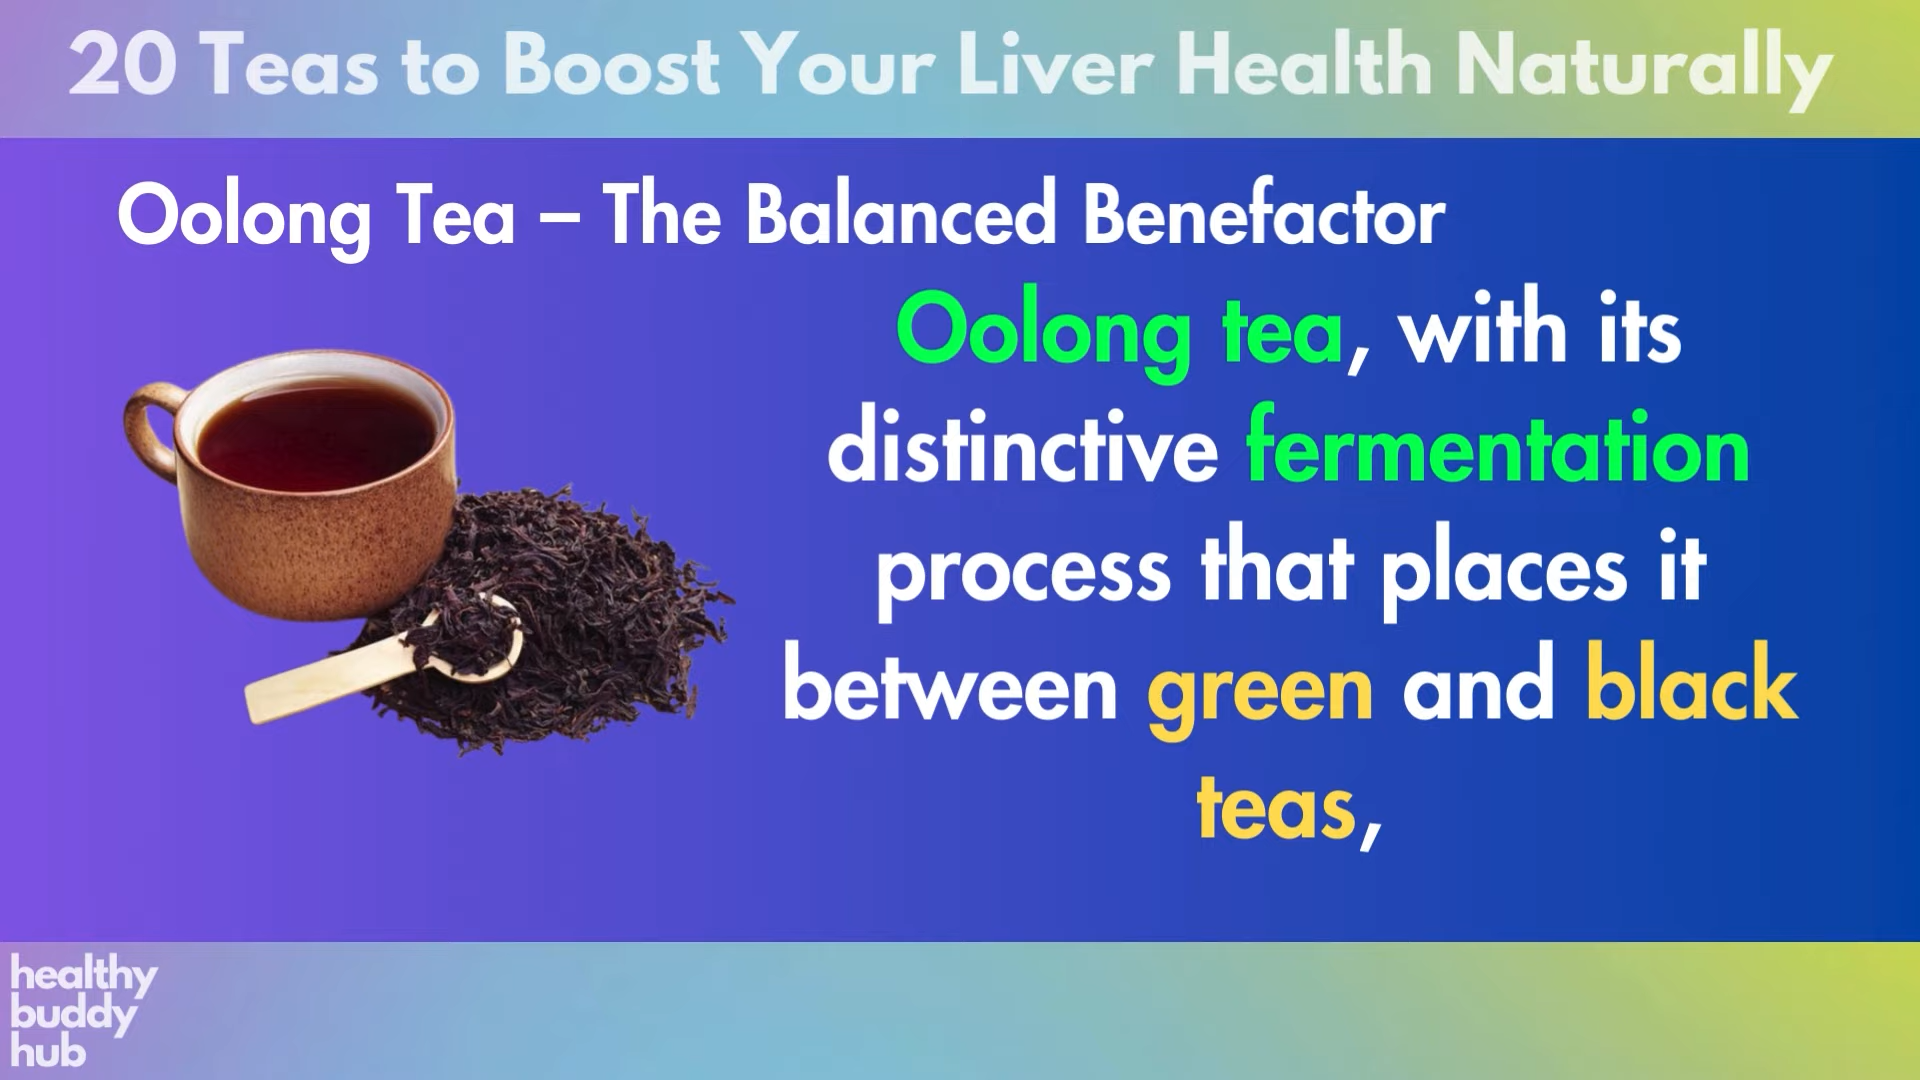 20 Teas to Boost Your Liver Health Naturally
Oolong Tea – The Balanced Benefactor
Oolong tea, with its
distinctive fermentation
process that places it
between green and black
teas,
healthy
buddy
hub